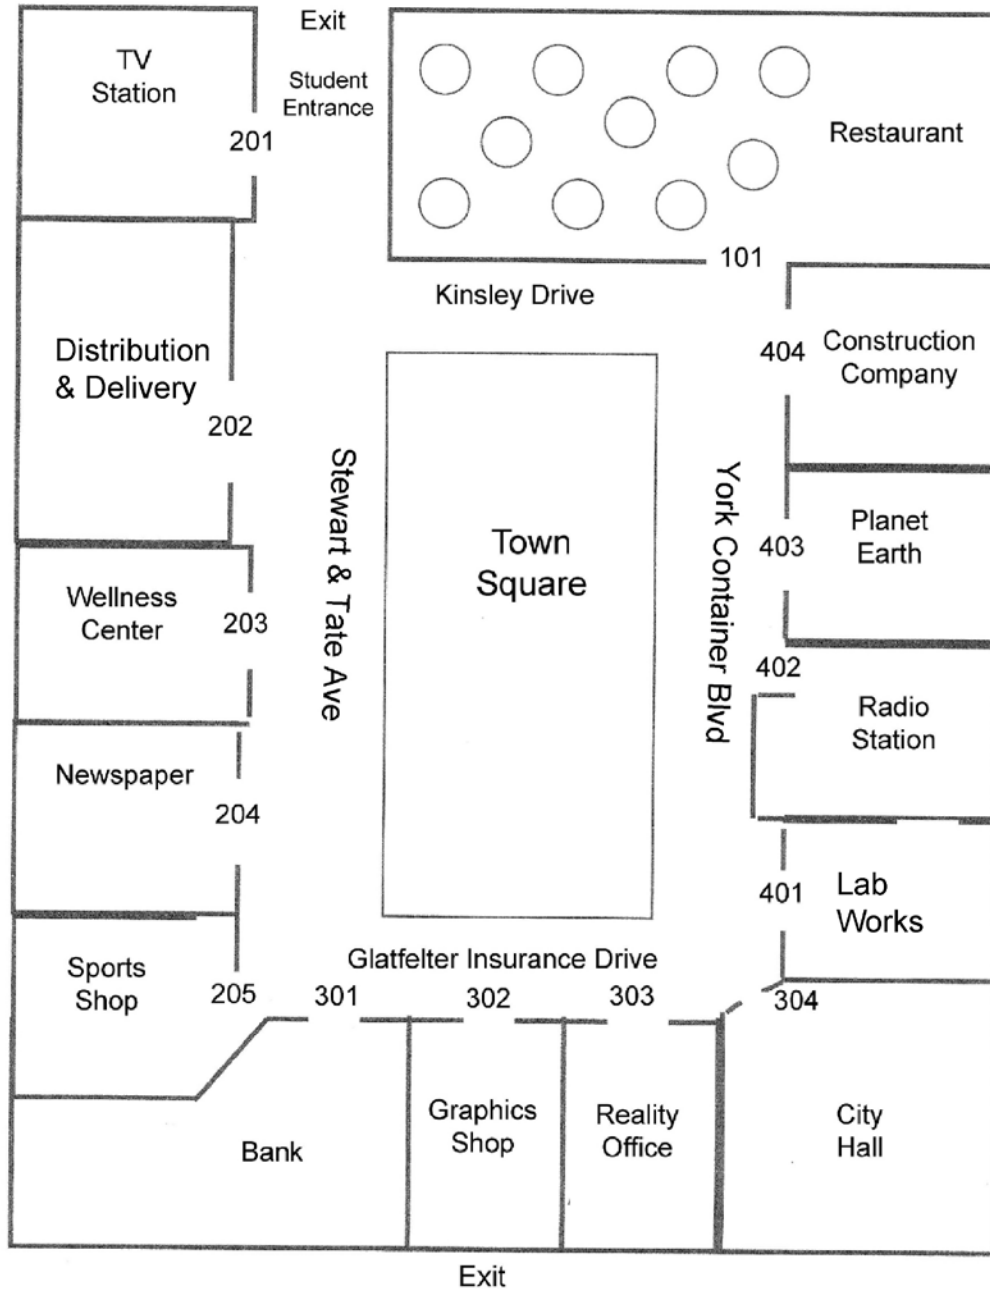 Exit
TV
Station
Student
Entrance
201
Restaurant
101
Kinsley Drive
Distribution
& Delivery
202
404
Construction
Company
Stewart & Tate Ave
Town
Square
York Container Blvd
403
Planet
Earth
Wellness
Center
203
402
Radio
Station
Newspaper
204
401
Lab
Works
Glatfelter Insurance Drive
Sports
Shop
205
301
302
303
304
Bank
Graphics
Shop
Reality
Office
City
Hall
Exit